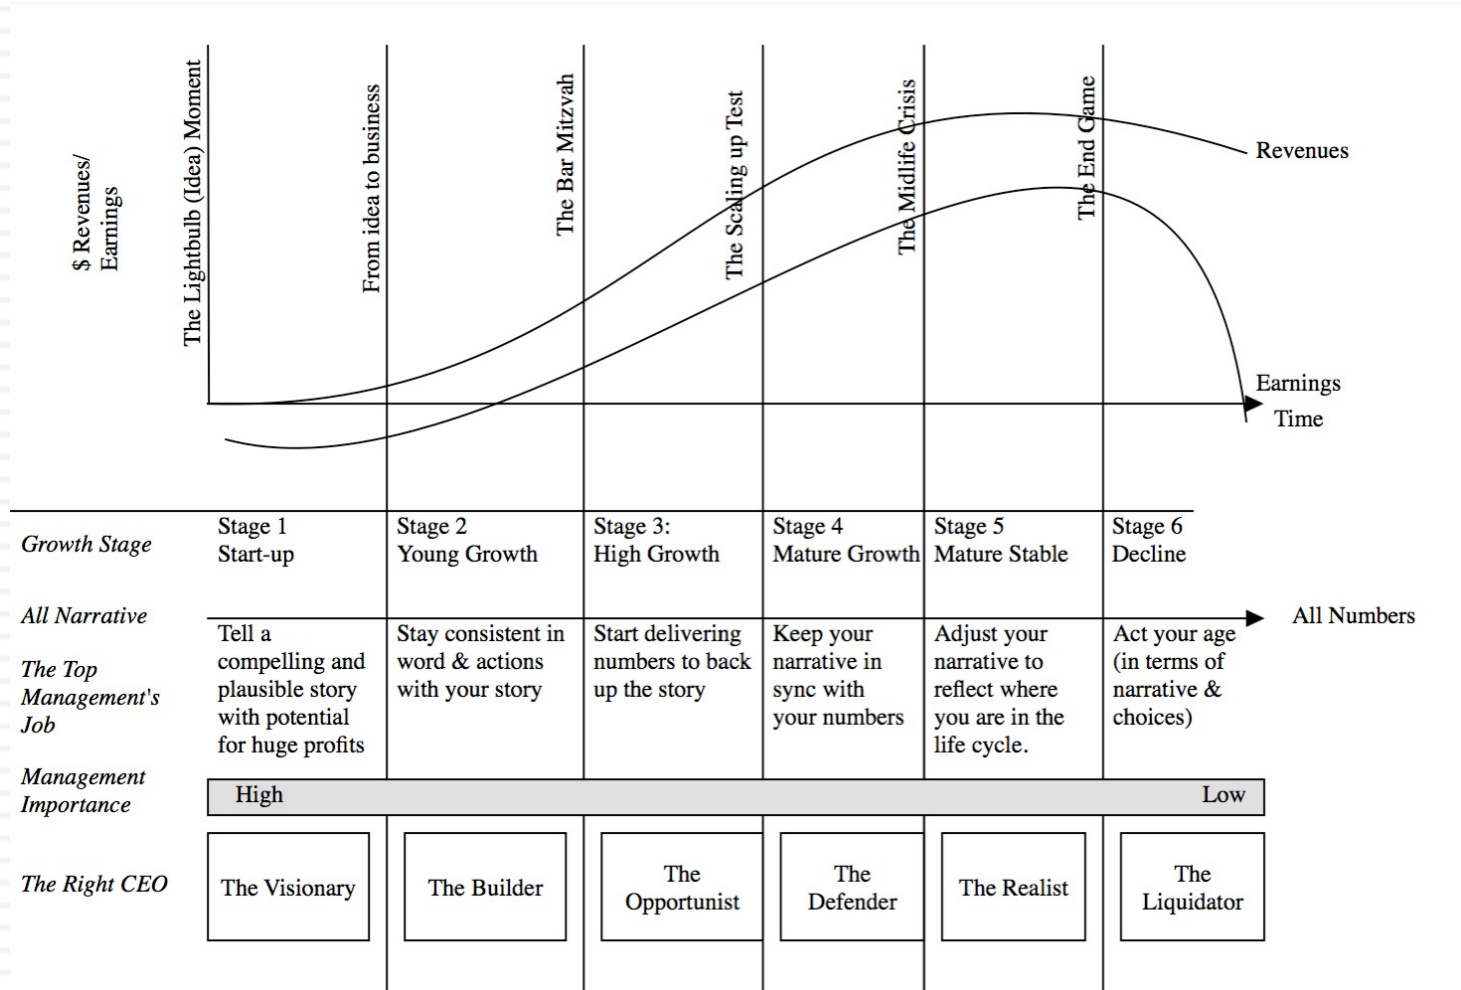 $ Revenues/
Earnings
The Lightbulb (Idea) Moment
From idea to business
The Bar Mitzvah
The Scaling up Test
The Midlife Crisis
The End Game
Revenues
Earnings
Time
Growth Stage
Stage 1
Start-up
Stage 2
Young Growth
Stage 3:
High Growth
Stage 4
Mature Growth
Stage 5
Mature Stable
Stage 6
Decline
All Narrative
All Numbers
The Top
Management's
Job
Tell a
compelling and
plausible story
with potential
for huge profits
Stay consistent in
word & actions
with your story
Start delivering
numbers to back
up the story
Keep your
narrative in
sync with
your numbers
Adjust your
narrative to
reflect where
you are in the
life cycle.
Act your age
(in terms of
narrative &
choices)
Management
Importance
High
Low
The Right CEO
The Visionary
The Builder
The
Opportunist
The
Defender
The Realist
The
Liquidator